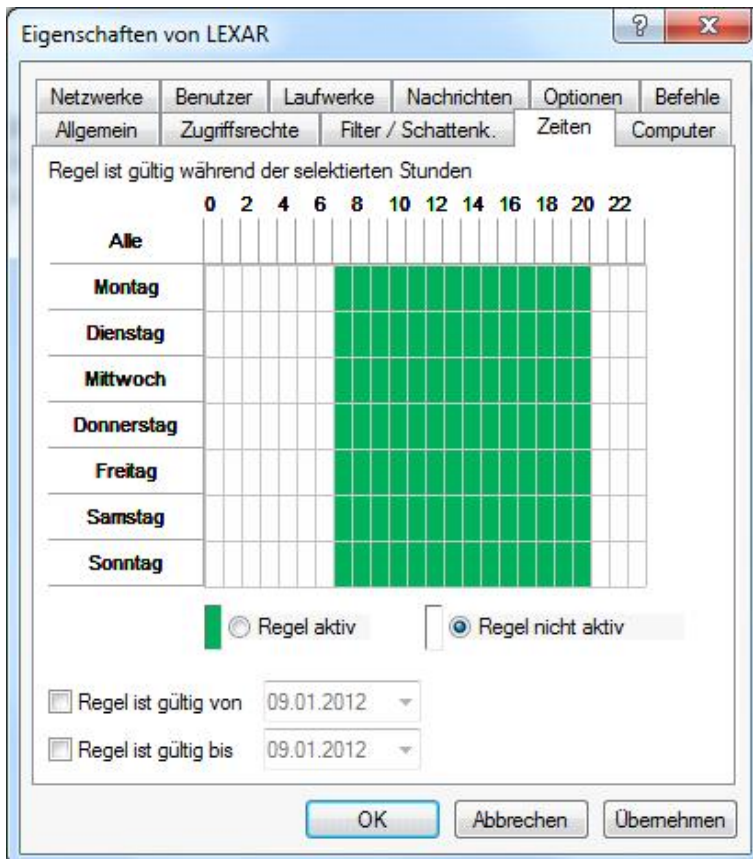 Eigenschaften von LEXAR
Netzwerke Benutzer Laufwerke Nachrichten Optionen Befehle
Allgemein Zugriffsrechte Filter / Schattenk. Zeiten Computer
Regel ist gültig während der selektierten Stunden
0 2 4 6 8 10 12 14 16 18 20 22
Alle
Montag
Dienstag
Mittwoch
Donnerstag
Freitag
Samstag
Sonntag
Regel aktiv Regel nicht aktiv
Regel ist gültig von 09.01.2012
Regel ist gültig bis 09.01.2012
OK Abbrechen Übernehmen